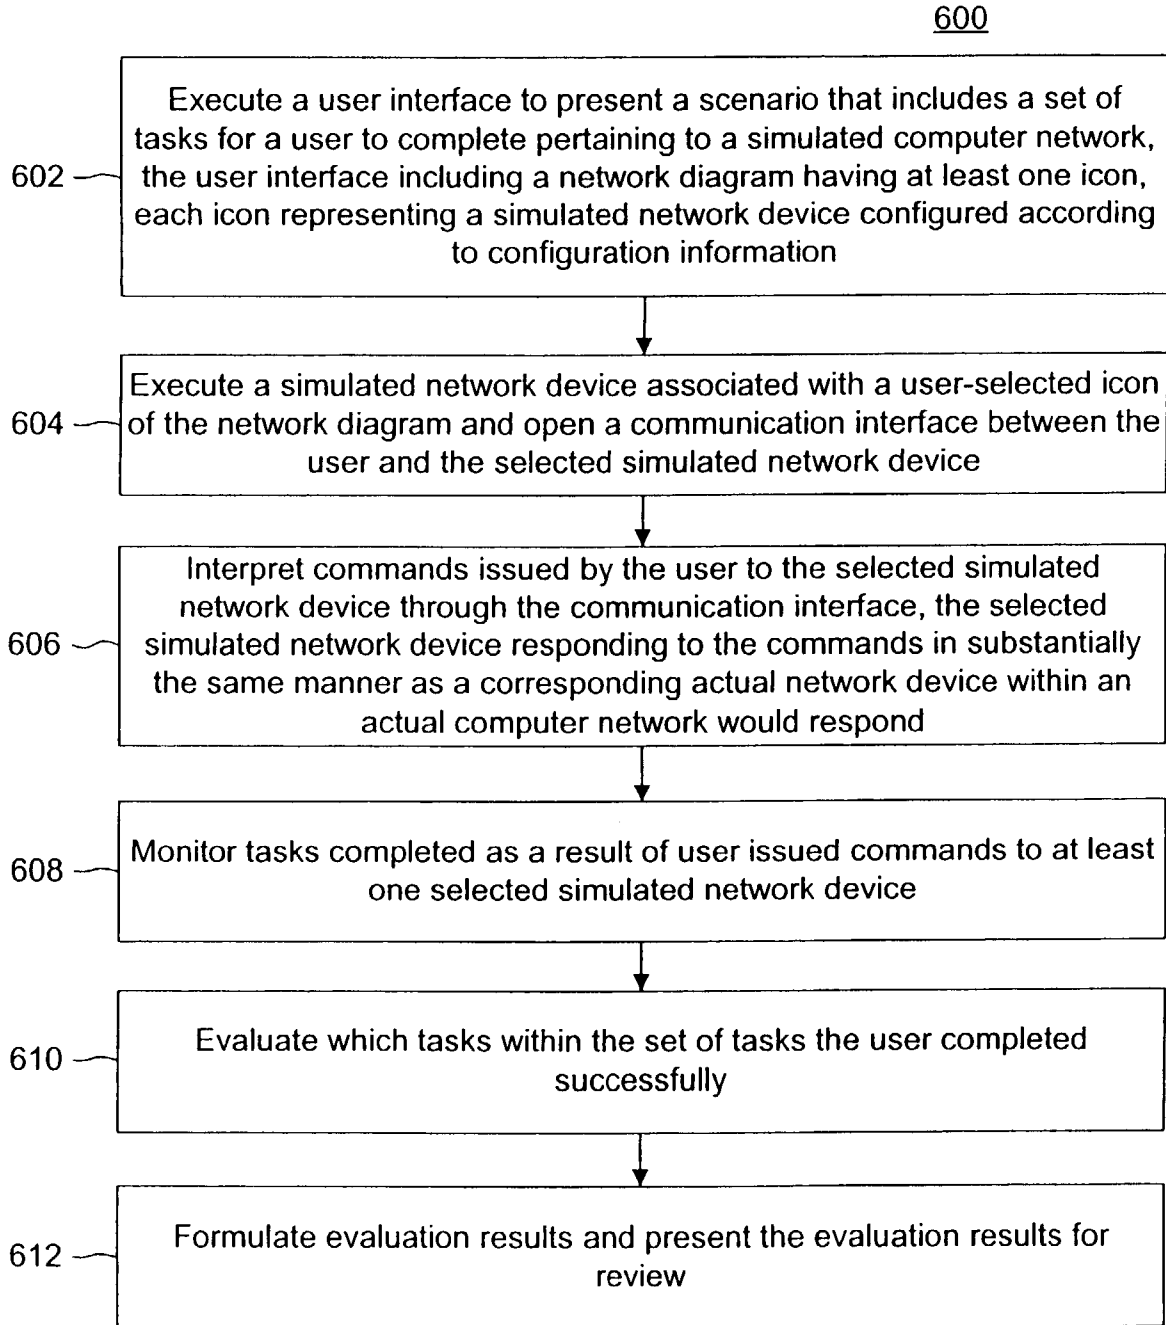 600
Execute a user interface to present a scenario that includes a set of
tasks for a user to complete pertaining to a simulated computer network,
the user interface including a network diagram having at least one icon,
each icon representing a simulated network device configured according
to configuration information
602
Execute a simulated network device associated with a user-selected icon
of the network diagram and open a communication interface between the
user and the selected simulated network device
604
Interpret commands issued by the user to the selected simulated
network device through the communication interface, the selected
simulated network device responding to the commands in substantially
the same manner as a corresponding actual network device within an
actual computer network would respond
606
Monitor tasks completed as a result of user issued commands to at least
one selected simulated network device
608
Evaluate which tasks within the set of tasks the user completed
successfully
610
Formulate evaluation results and present the evaluation results for
review
612